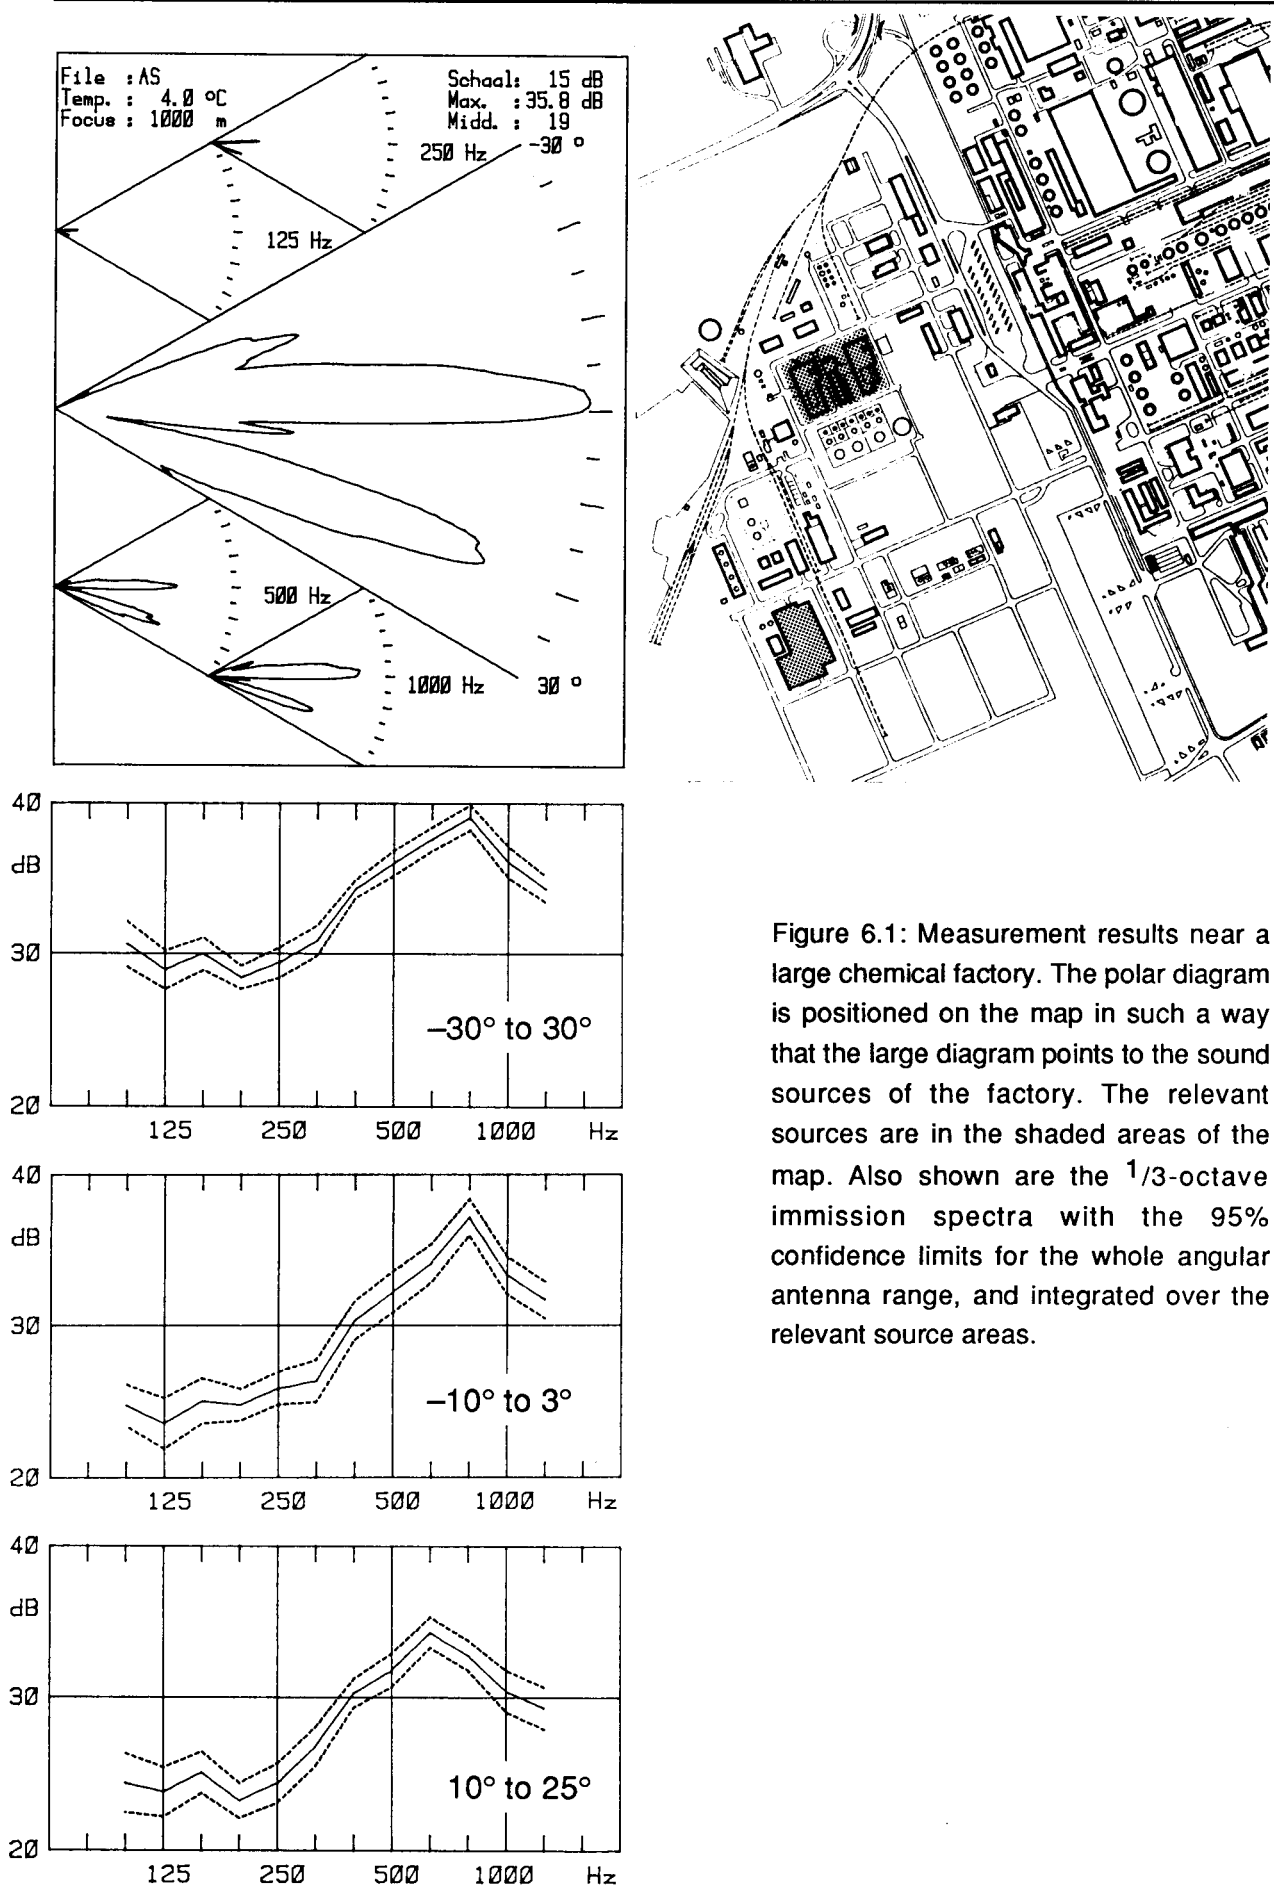 File :AS
Temp. : 4.0 °C
Focus : 1000 m
Schaal: 15 dB
Max. :35.8 dB
Midd. : 19
250 Hz
-30 °
125 Hz
500 Hz
1000 Hz
30 °
40
dB
30
20
–30° to 30°
125 250 500 1000 Hz
40
dB
30
20
–10° to 3°
125 250 500 1000 Hz
40
dB
30
20
10° to 25°
125 250 500 1000 Hz
Figure 6.1: Measurement results near a
large chemical factory. The polar diagram
is positioned on the map in such a way
that the large diagram points to the sound
sources of the factory. The relevant
sources are in the shaded areas of the
map. Also shown are the 1/3-octave
immission spectra with the 95%
confidence limits for the whole angular
antenna range, and integrated over the
relevant source areas.